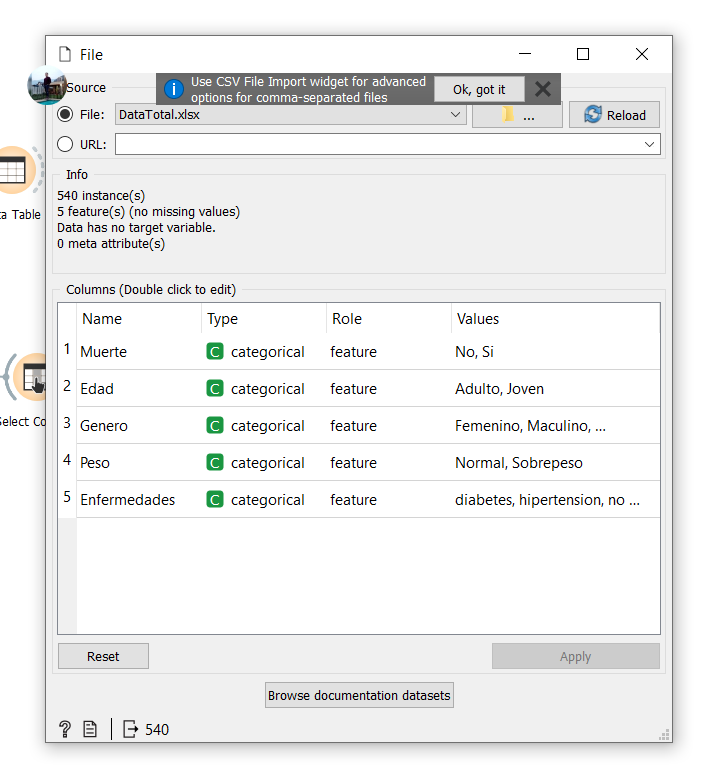 File
Source
Use CSV File Import widget for advanced
options for comma-separated files
Ok, got it
File:
DataTotal.xlsx
...
Reload
URL:
Info
540 instance(s)
5 feature(s) (no missing values)
Data has no target variable.
0 meta attribute(s)
a Table
Select Co
Columns (Double click to edit)
Name Type Role Values
1 Muerte C categorical feature No, Si
2 Edad C categorical feature Adulto, Joven
3 Genero C categorical feature Femenino, Maculino, ...
4 Peso C categorical feature Normal, Sobrepeso
5 Enfermedades C categorical feature diabetes, hipertension, no ...
Reset
Apply
Browse documentation datasets
? 540